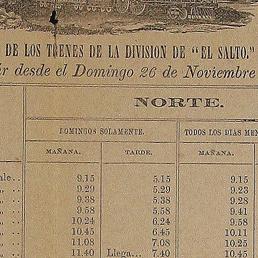 DE LOS TRENES DE LA DIVISION DE "EL SALTO."
ir desde el Domingo 26 de Noviembre
NORTE.
DOMINGOS SOLAMENTE. TODOS LOS DIAS MEN
MAÑANA. TARDE. MAÑANA.
ale.. 9.15 5.15 9.15
9.29 5.29 9.23
9.38 5.38 9.28
9.58 5.58 9.41
10.24 6.24 9.58
10.45 6.45 10.11
11.08 7.08 10.25
11.40 Llega... 7.40 10.45